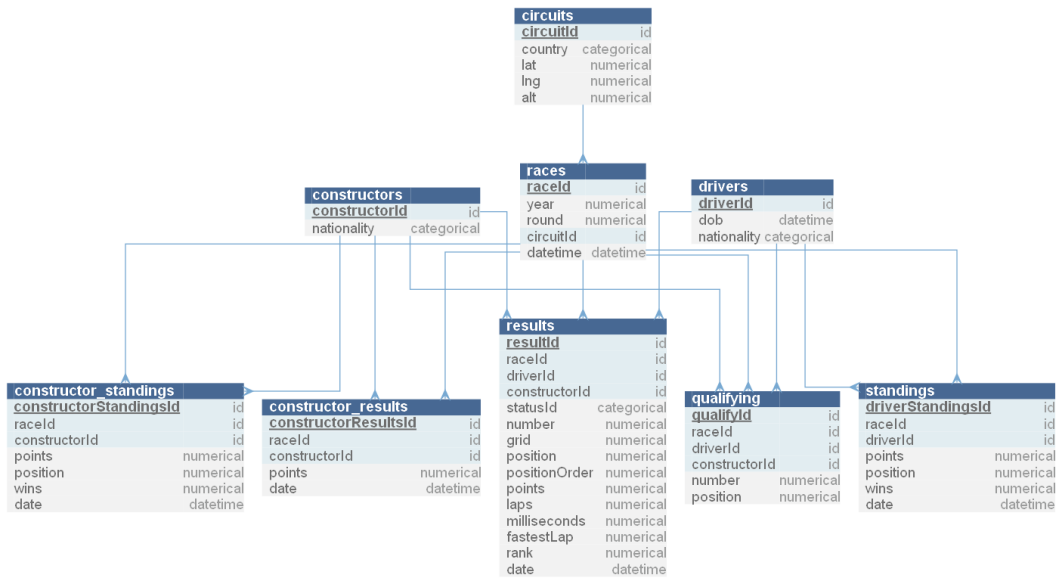 circuits
circuitId id
country categorical
lat numerical
lng numerical
alt numerical
races
raceId id
year numerical
round numerical
circuitId id
datetime datetime
constructors
constructorId id
nationality categorical
drivers
driverId id
dob datetime
nationality categorical
results
resultId id
raceId id
driverId id
constructorId id
statusId categorical
number numerical
grid numerical
position numerical
positionOrder numerical
points numerical
laps numerical
milliseconds numerical
fastestLap numerical
rank numerical
date datetime
constructor_standings
constructorStandingsId id
raceId id
constructorId id
points numerical
position numerical
wins numerical
date datetime
constructor_results
constructorResultsId id
raceId id
constructorId id
points numerical
date datetime
qualifying
qualifyId id
raceId id
driverId id
constructorId id
number numerical
position numerical
standings
driverStandingsId id
raceId id
driverId id
points numerical
position numerical
wins numerical
date datetime